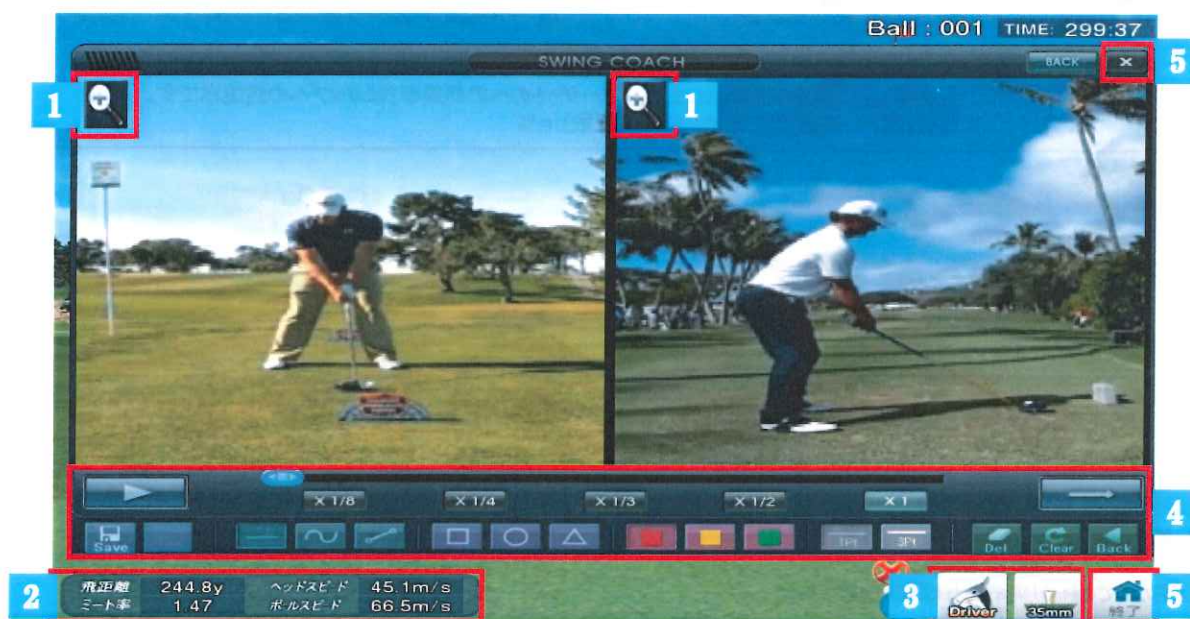 Ball : 001 TIME: 299:37
SWING COACH BACK × 5
1 1
X 1/8 X 1/4 X 1/3 X 1/2 X 1
4
Save 1Pt 3Pt Del Clear Back
2 飛距離 244.8y ヘッドスピード 45.1m/s
ミート率 1.47 ボールスピード 66.5m/s
3 Driver 35mm 終了 5